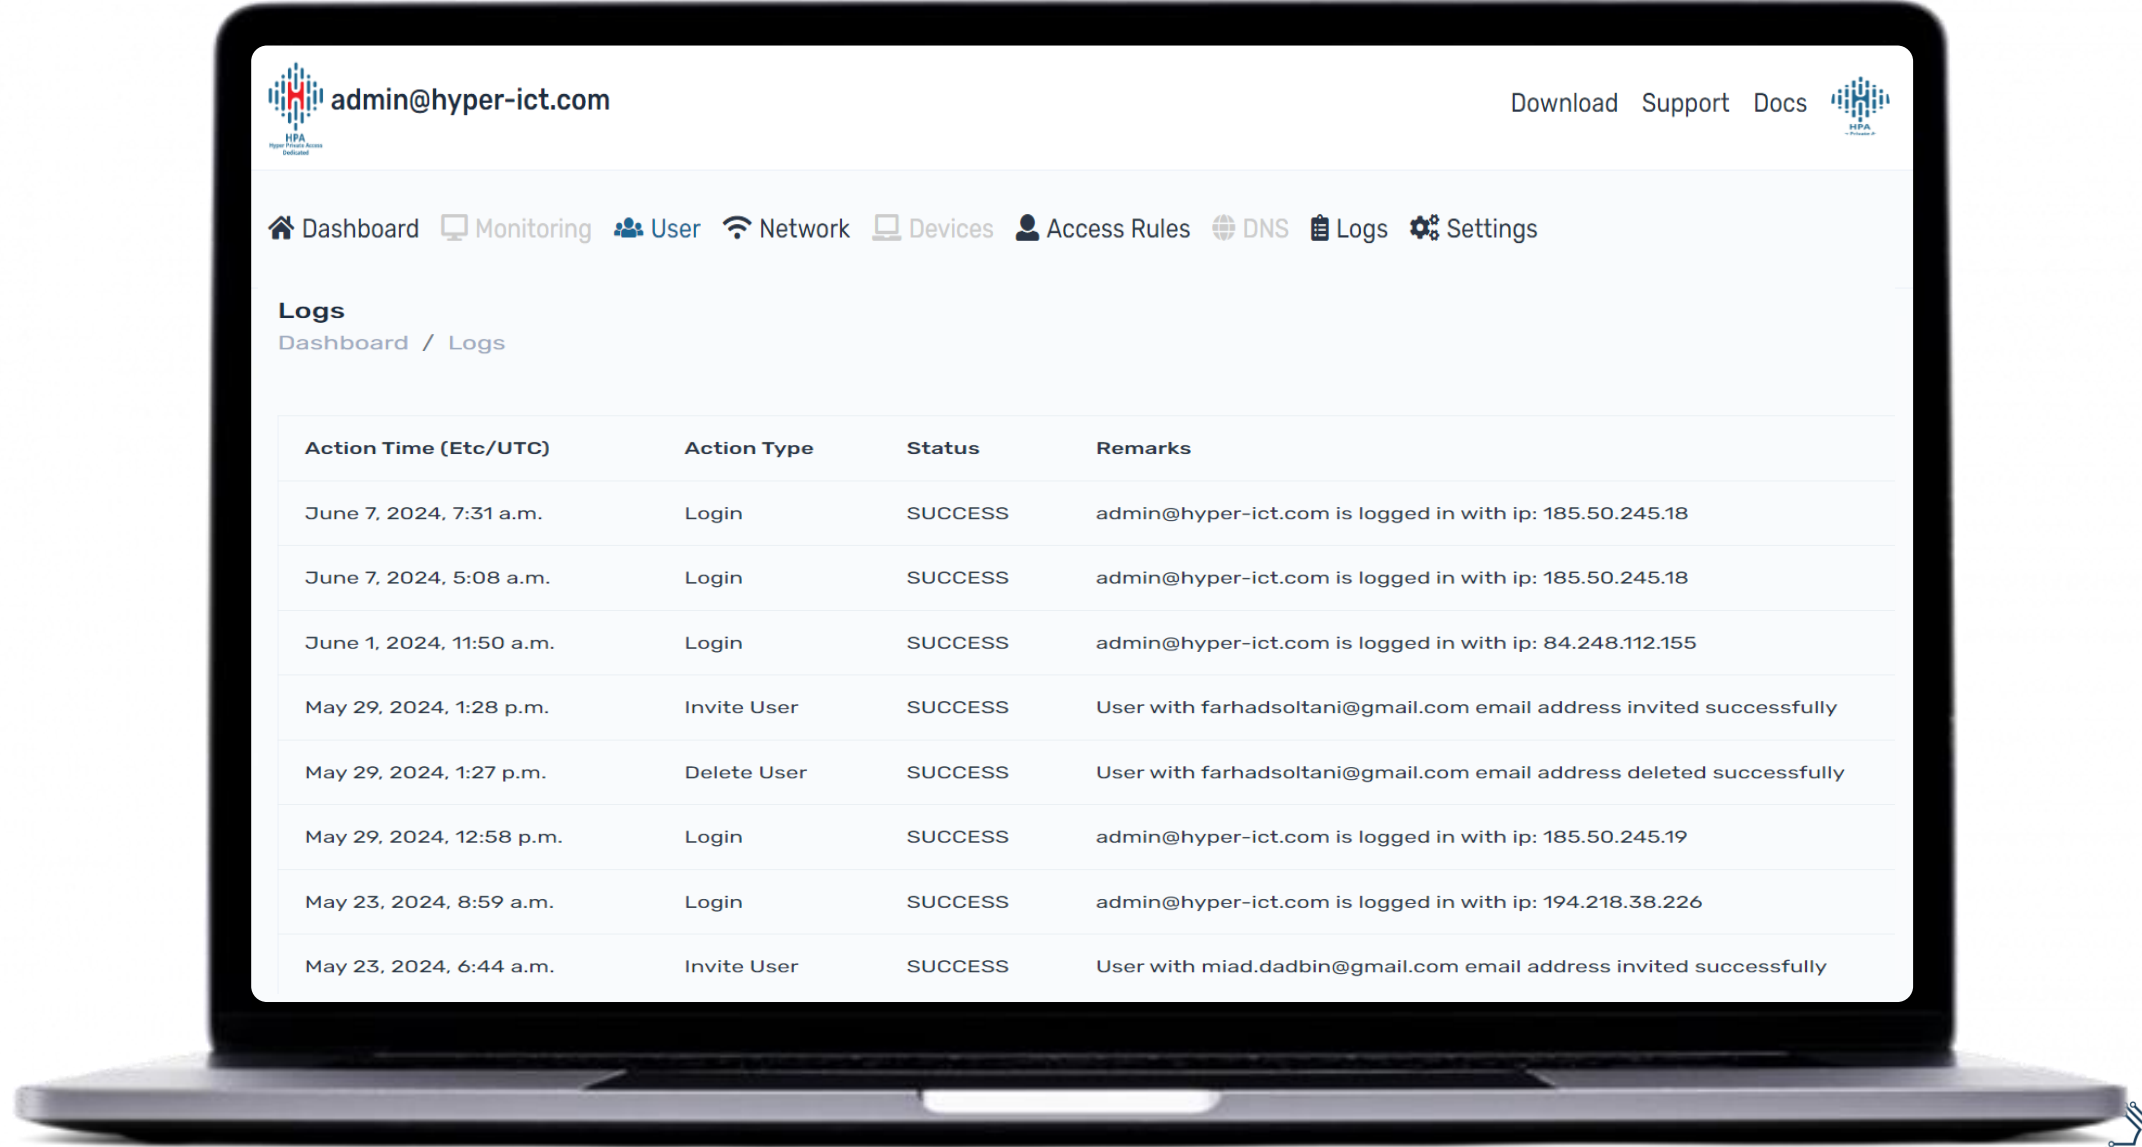 admin@hyper-ict.com
Download Support Docs
HPA
Hyper Private Access
Dedicated
HPA
Dashboard Monitoring User Network Devices Access Rules DNS Logs Settings
Logs
Dashboard / Logs
Action Time (Etc/UTC) Action Type Status Remarks
June 7, 2024, 7:31 a.m. Login SUCCESS admin@hyper-ict.com is logged in with ip: 185.50.245.18
June 7, 2024, 5:08 a.m. Login SUCCESS admin@hyper-ict.com is logged in with ip: 185.50.245.18
June 1, 2024, 11:50 a.m. Login SUCCESS admin@hyper-ict.com is logged in with ip: 84.248.112.155
May 29, 2024, 1:28 p.m. Invite User SUCCESS User with farhadsoltani@gmail.com email address invited successfully
May 29, 2024, 1:27 p.m. Delete User SUCCESS User with farhadsoltani@gmail.com email address deleted successfully
May 29, 2024, 12:58 p.m. Login SUCCESS admin@hyper-ict.com is logged in with ip: 185.50.245.19
May 23, 2024, 8:59 a.m. Login SUCCESS admin@hyper-ict.com is logged in with ip: 194.218.38.226
May 23, 2024, 6:44 a.m. Invite User SUCCESS User with miad.dadbin@gmail.com email address invited successfully